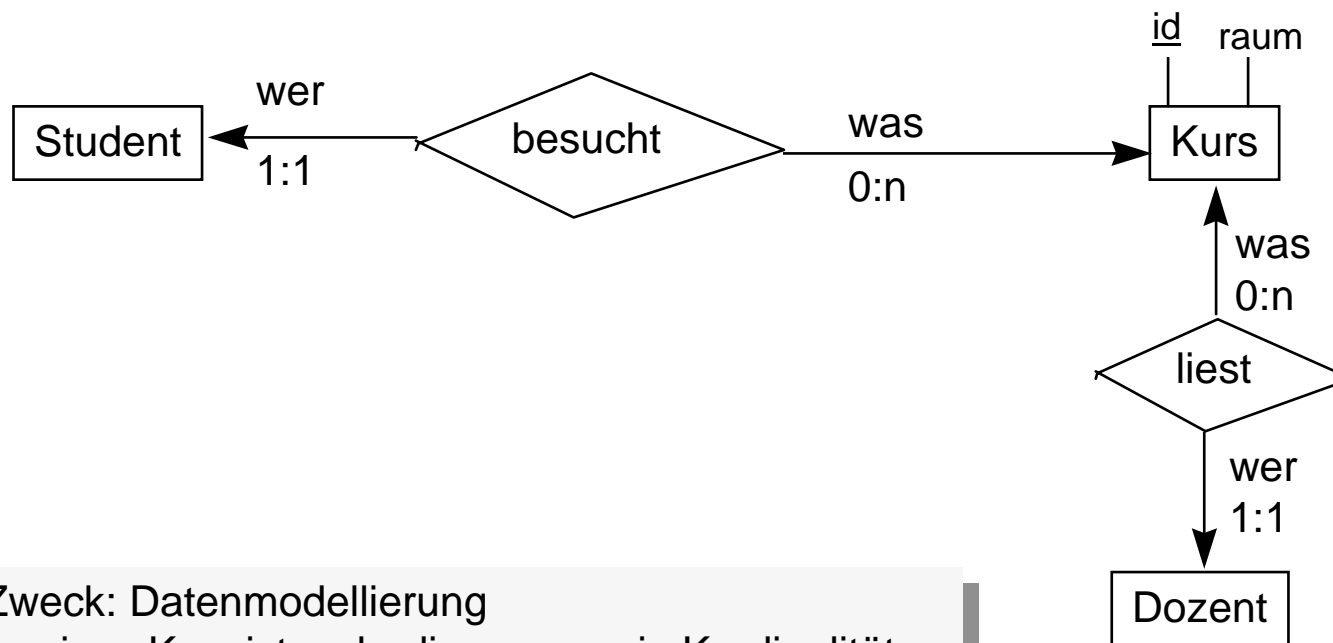 id raum
wer
Student
besucht
was
Kurs
1:1
0:n
was
0:n
liest
wer
1:1
Zweck: Datenmodellierung
Dozent